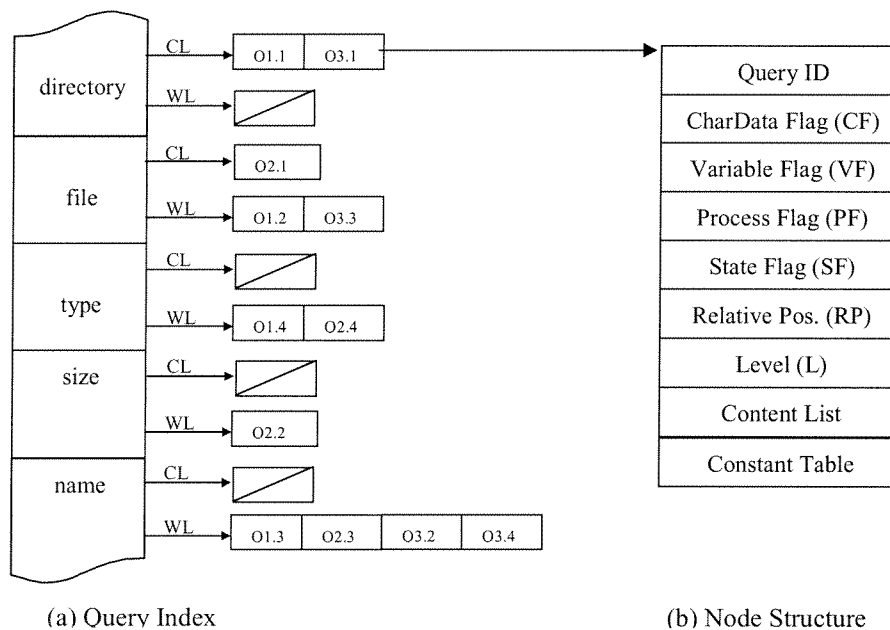 directory
CL
O1.1 O3.1
WL
file
CL
O2.1
WL
O1.2 O3.3
type
CL
WL
O1.4 O2.4
size
CL
WL
O2.2
name
CL
WL
O1.3 O2.3 O3.2 O3.4
(a) Query Index
Query ID
CharData Flag (CF)
Variable Flag (VF)
Process Flag (PF)
State Flag (SF)
Relative Pos. (RP)
Level (L)
Content List
Constant Table
(b) Node Structure